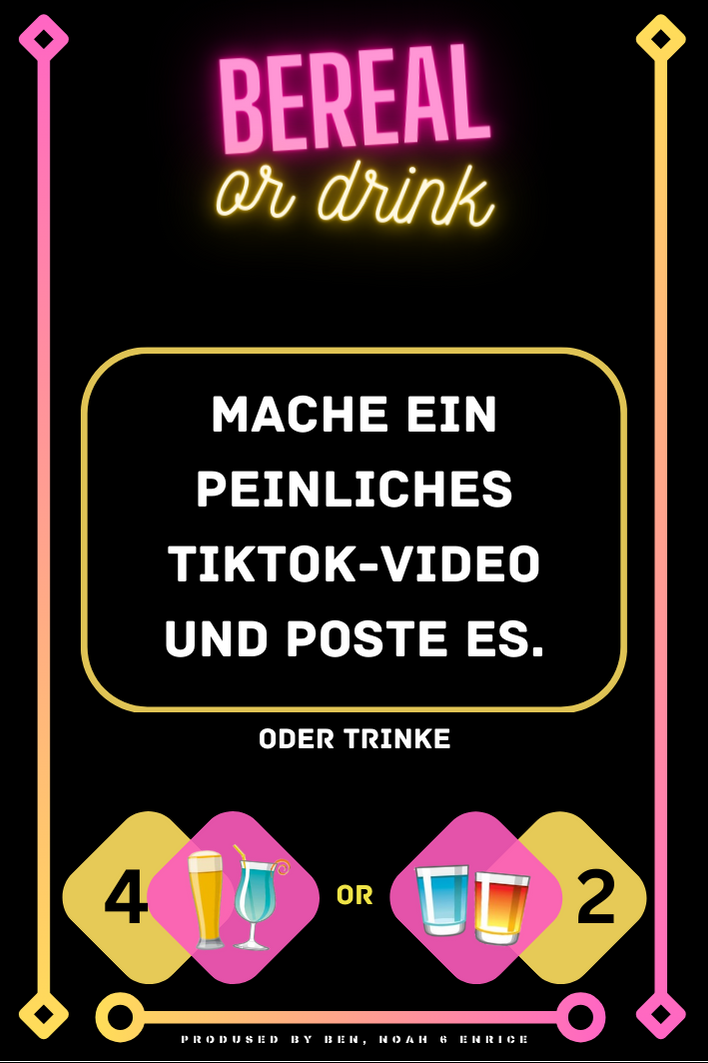 BEREAL
or drink
MACHE EIN
PEINLICHES
TIKTOK-VIDEO
UND POSTE ES.
ODER TRINKE
4 OR 2
PRODUSED BY BEN, NOAH & ENRICE